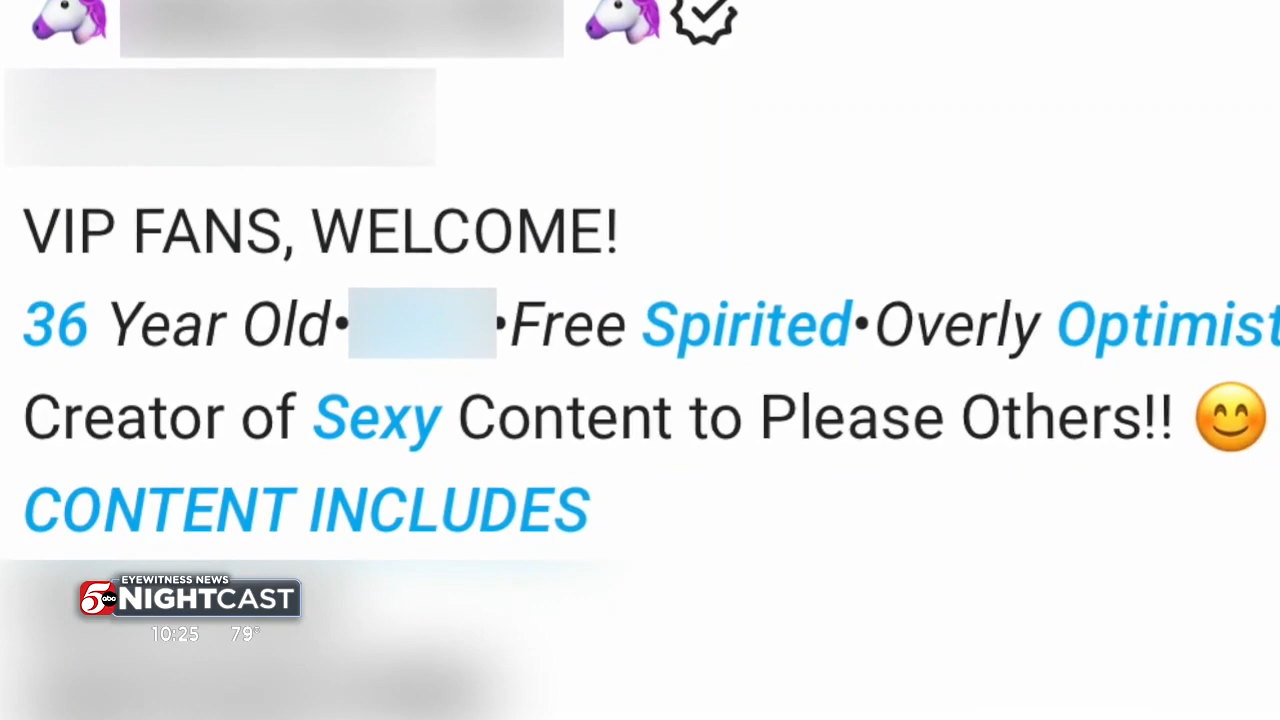 VIP FANS, WELCOME!
36 Year Old• •Free Spirited•Overly Optimist
Creator of Sexy Content to Please Others!! 😊
CONTENT INCLUDES
EYEWITNESS NEWS
5 abc NIGHTCAST
10:25 79°